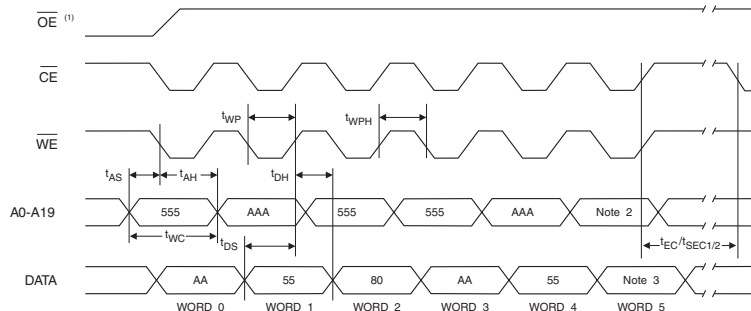 OE (1)
CE
tWP
tWPH
WE
tAS
tAH
tDH
A0-A19
555
AAA
555
555
AAA
Note 2
tWC
tDS
tEC/tSEC1/2
DATA
AA
55
80
AA
55
Note 3
WORD 0
WORD 1
WORD 2
WORD 3
WORD 4
WORD 5